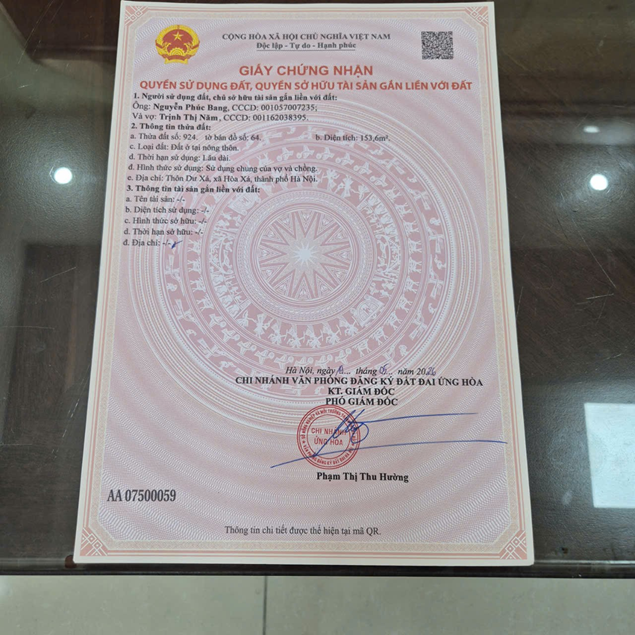 CỘNG HÒA XÃ HỘI CHỦ NGHĨA VIỆT NAM
Độc lập - Tự do - Hạnh phúc
GIẤY CHỨNG NHẬN
QUYỀN SỬ DỤNG ĐẤT, QUYỀN SỞ HỮU TÀI SẢN GẮN LIỀN VỚI ĐẤT
1. Người sử dụng đất, chủ sở hữu tài sản gắn liền với đất:
Ông: Nguyễn Phúc Bang, CCCD: 001057007235;
Và vợ: Trịnh Thị Năm, CCCD: 001162038395.
2. Thông tin thửa đất:
a. Thửa đất số: 924. tờ bản đồ số: 64. b. Diện tích: 153,6m².
c. Loại đất: Đất ở tại nông thôn.
d. Thời hạn sử dụng: Lâu dài.
đ. Hình thức sử dụng: Sử dụng chung của vợ và chồng.
e. Địa chỉ: Thôn Dư Xá, xã Hòa Xá, thành phố Hà Nội.
3. Thông tin tài sản gắn liền với đất:
a. Tên tài sản: -/-
b. Diện tích sử dụng: -/-
c. Hình thức sở hữu: -/-
d. Thời hạn sở hữu: -/-
đ. Địa chỉ: -/-
Hà Nội, ngày ... tháng ... năm 20
CHI NHÁNH VĂN PHÒNG ĐĂNG KÝ ĐẤT ĐAI ỨNG HÒA
KT. GIÁM ĐỐC
PHÓ GIÁM ĐỐC
CHI NHÁNH
ỨNG HÒA
Phạm Thị Thu Hường
AA 07500059
Thông tin chi tiết được thể hiện tại mã QR.